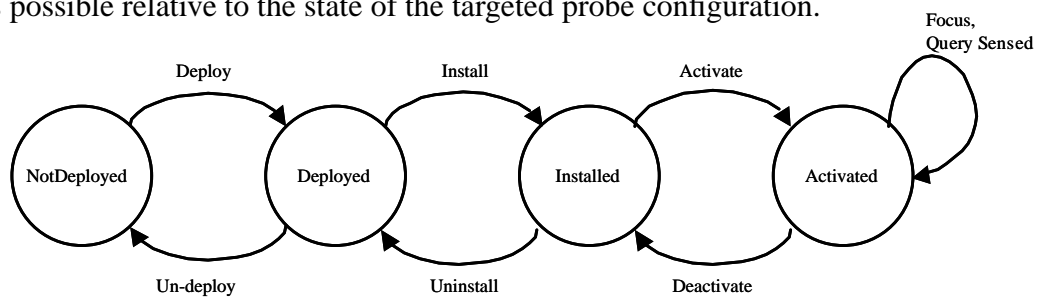 possible relative to the state of the targeted probe configuration.
Focus,
Query Sensed
Deploy
Install
Activate
NotDeployed
Deployed
Installed
Activated
Un-deploy
Uninstall
Deactivate